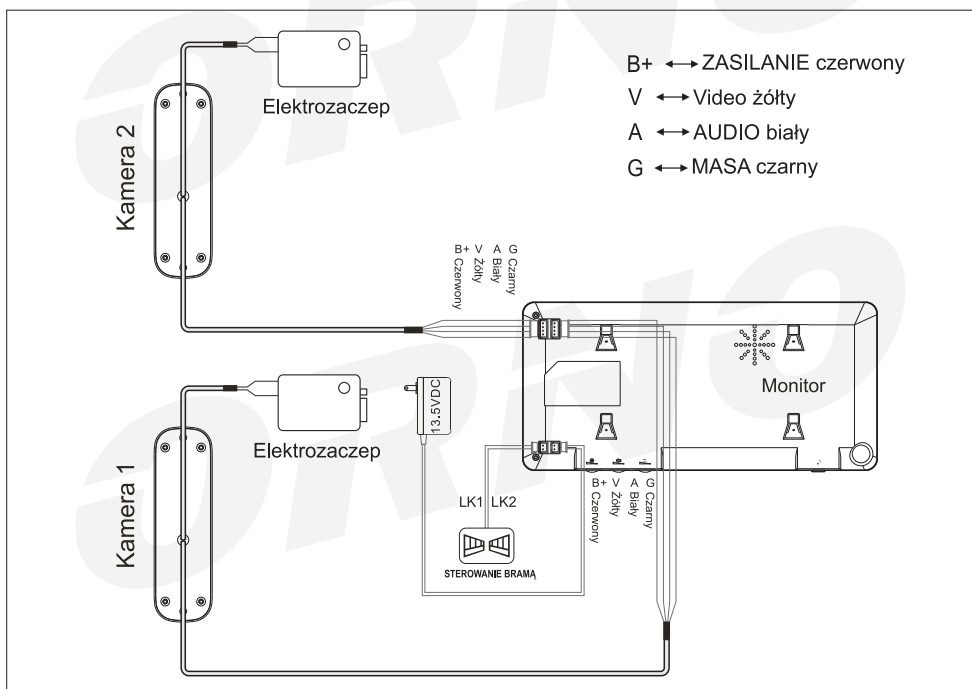 ORNO
ORNO
Kamera 2
Elektrozaczep
B+ ↔ ZASILANIE czerwony
V ↔ Video żółty
A ↔ AUDIO biały
G ↔ MASA czarny
B+ Czerwony
V Żółty
A Biały
G Czarny
Monitor
Kamera 1
Elektrozaczep
13.5VDC
LK1 LK2
STEROWANIE BRAMĄ
B+ Czerwony
V Żółty
A Biały
G Czarny